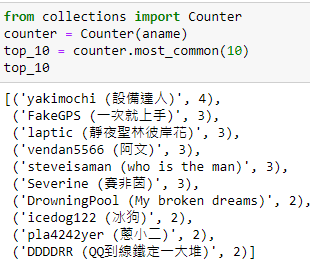 from collections import Counter
counter = Counter(aname)
top_10 = counter.most_common(10)
top_10
[('yakimochi (設備達人)', 4),
('FakeGPS (一次就上手)', 3),
('laptic (靜夜聖林彼岸花)', 3),
('vendan5566 (阿文)', 3),
('steveisaman (who is the man)', 3),
('Severine (賽非茵)', 3),
('DrowningPool (My broken dreams)', 2),
('icedog122 (冰狗)', 2),
('pla4242yer (蔥小二)', 2),
('DDDDRR (QQ到線鐵定一大堆)', 2)]